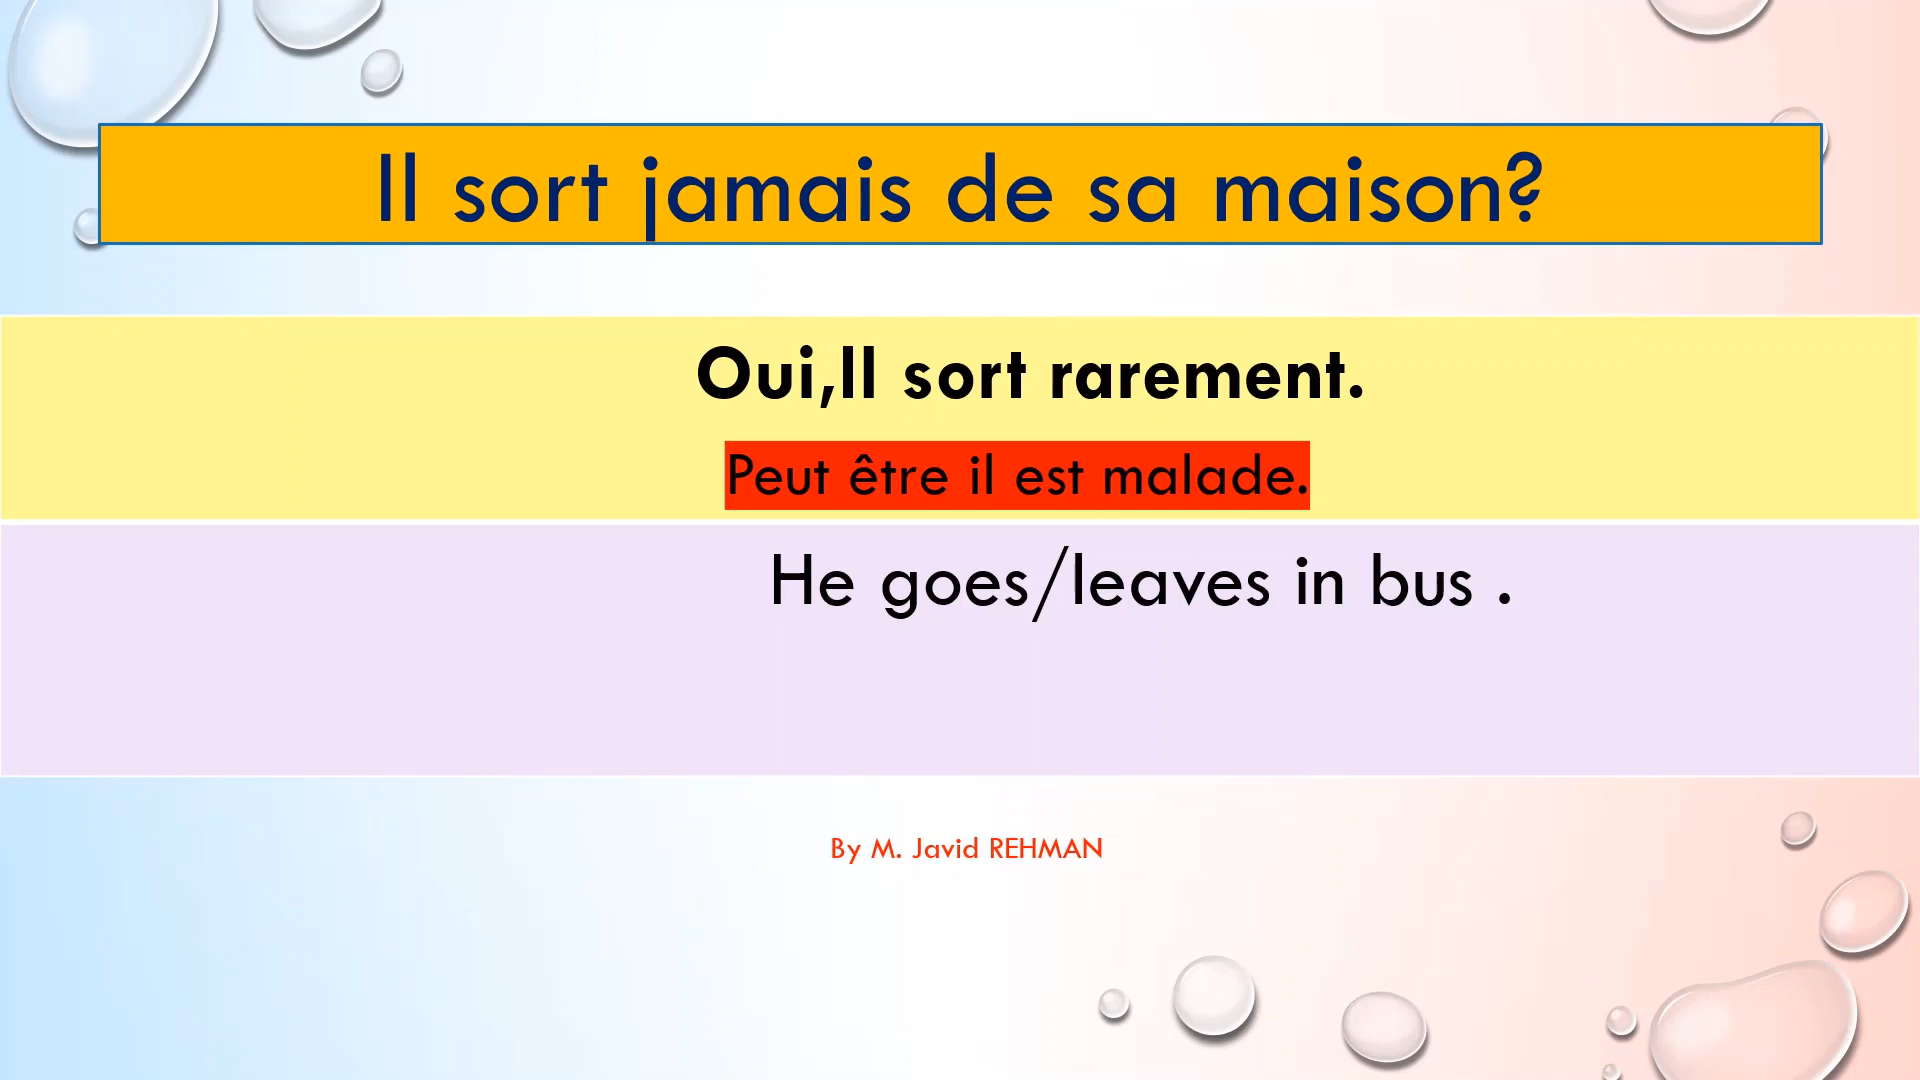 Il sort jamais de sa maison?
Oui,Il sort rarement.
Peut être il est malade.
He goes/leaves in bus .
By M. Javid REHMAN